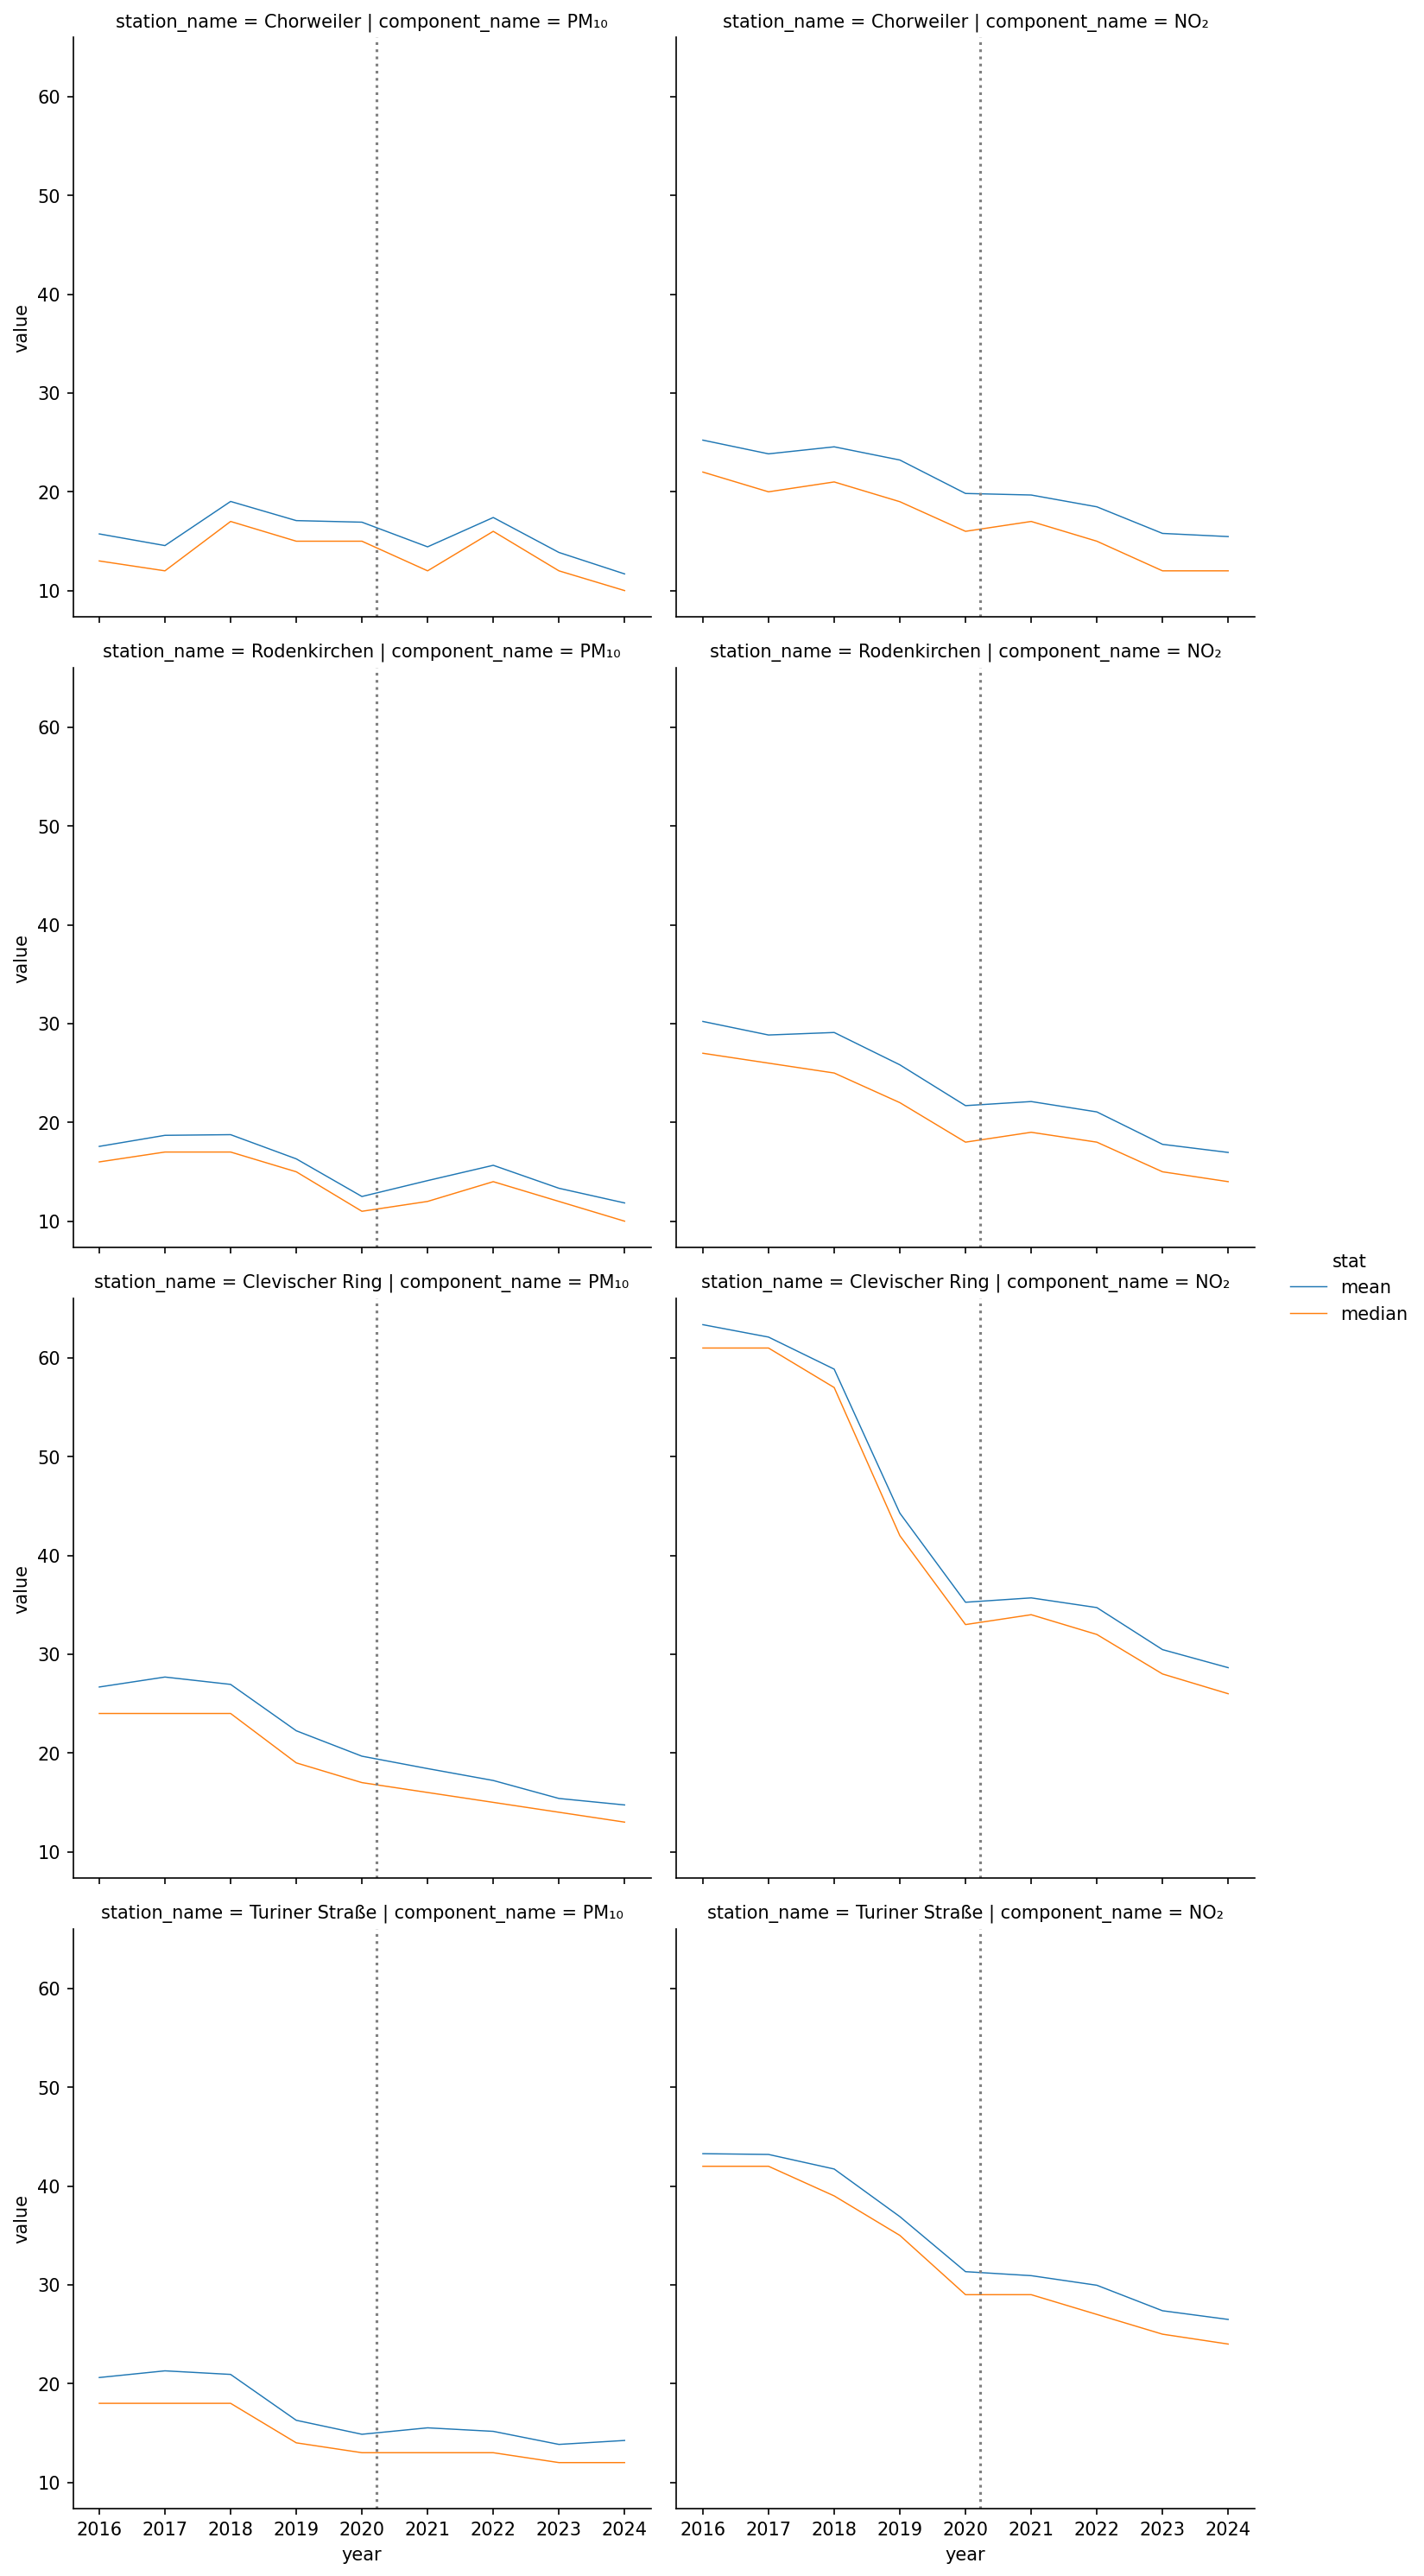 station_name = Chorweiler | component_name = PM₁₀
station_name = Chorweiler | component_name = NO₂
60
50
40
30
20
10
value
station_name = Rodenkirchen | component_name = PM₁₀
station_name = Rodenkirchen | component_name = NO₂
60
50
40
30
20
10
value
stat
mean
median
station_name = Clevischer Ring | component_name = PM₁₀
station_name = Clevischer Ring | component_name = NO₂
60
50
40
30
20
10
value
station_name = Turiner Straße | component_name = PM₁₀
station_name = Turiner Straße | component_name = NO₂
60
50
40
30
20
10
value
2016 2017 2018 2019 2020 2021 2022 2023 2024
year
2016 2017 2018 2019 2020 2021 2022 2023 2024
year